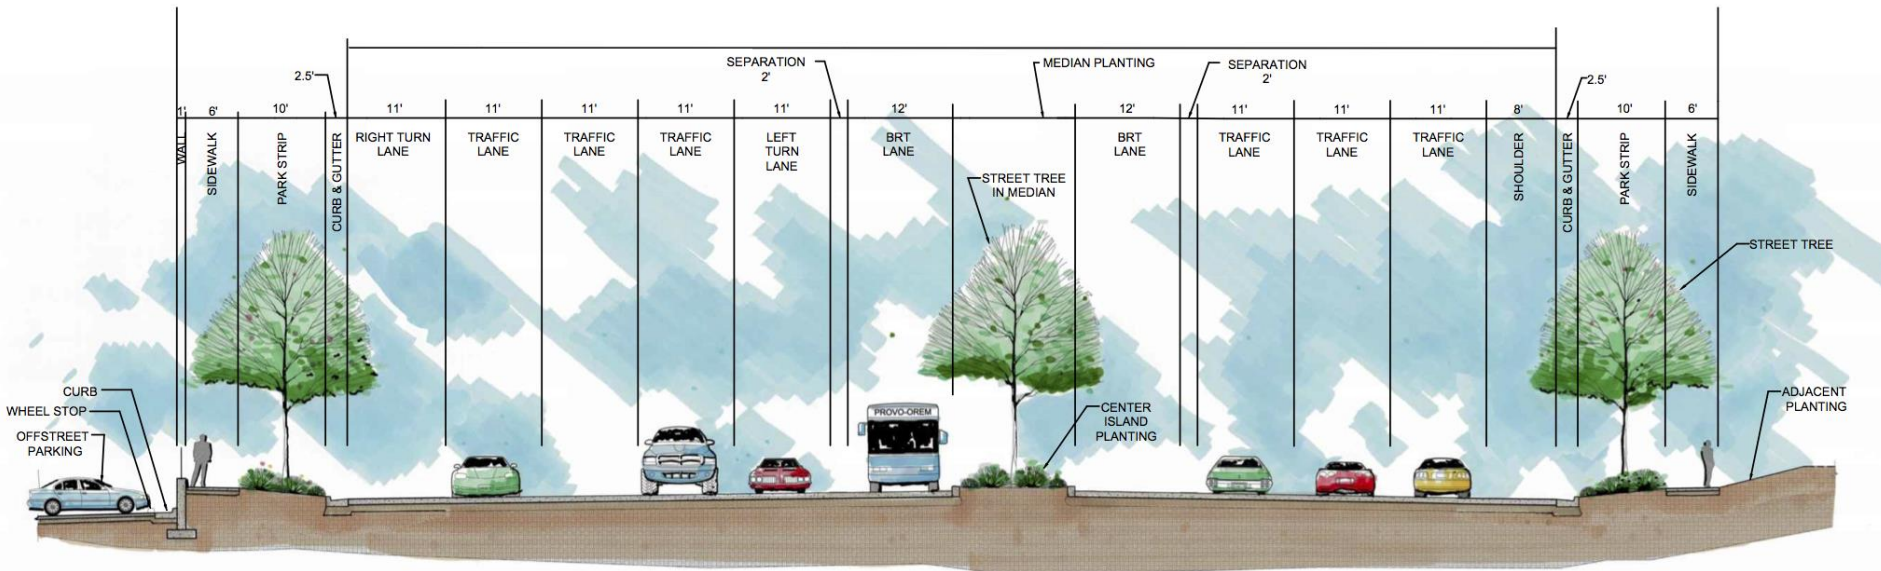 SEPARATION
2'
MEDIAN PLANTING
SEPARATION
2'
2.5'
2.5'
1'
6'
10'
11'
11'
11'
11'
11'
12'
12'
11'
11'
11'
8'
10'
6'
WALL
SIDEWALK
PARK STRIP
CURB & GUTTER
RIGHT TURN
LANE
TRAFFIC
LANE
TRAFFIC
LANE
TRAFFIC
LANE
LEFT
TURN
LANE
BRT
LANE
BRT
LANE
TRAFFIC
LANE
TRAFFIC
LANE
TRAFFIC
LANE
SHOULDER
CURB & GUTTER
PARK STRIP
SIDEWALK
STREET TREE
IN MEDIAN
STREET TREE
CURB
WHEEL STOP
OFFSTREET
PARKING
PROVO-OREM
CENTER
ISLAND
PLANTING
ADJACENT
PLANTING